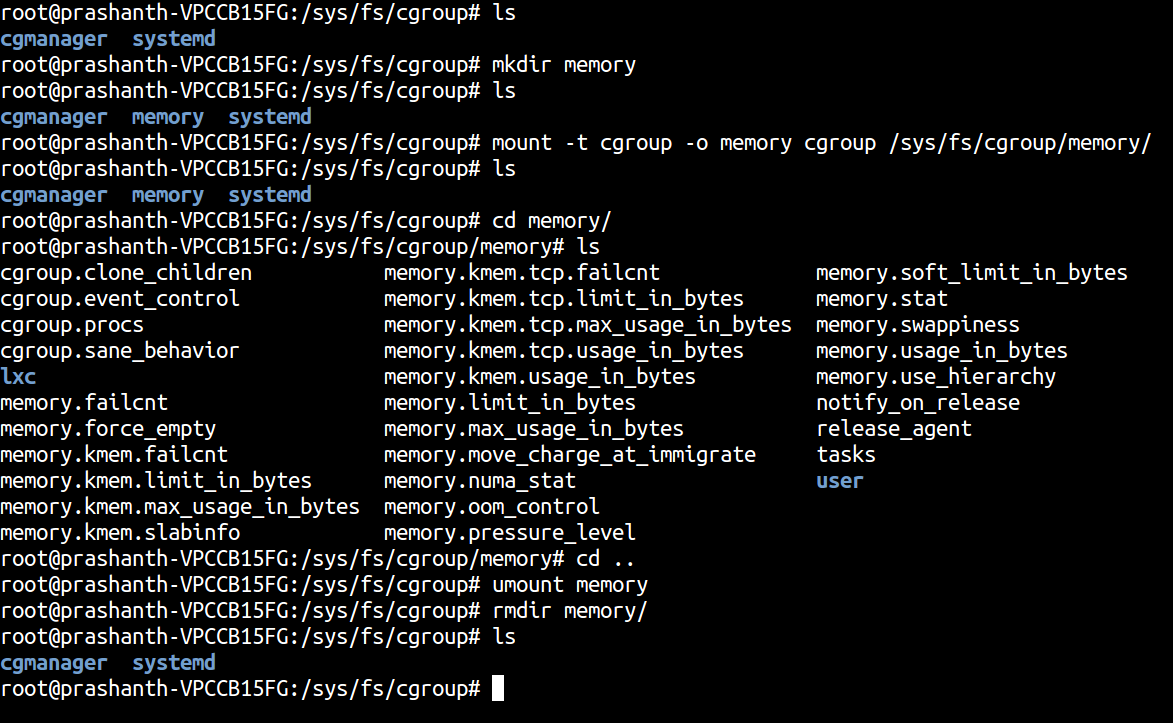 root@prashanth-VPCCB15FG:/sys/fs/cgroup# ls
cgmanager  systemd
root@prashanth-VPCCB15FG:/sys/fs/cgroup# mkdir memory
root@prashanth-VPCCB15FG:/sys/fs/cgroup# ls
cgmanager  memory  systemd
root@prashanth-VPCCB15FG:/sys/fs/cgroup# mount -t cgroup -o memory cgroup /sys/fs/cgroup/memory/
root@prashanth-VPCCB15FG:/sys/fs/cgroup# ls
cgmanager  memory  systemd
root@prashanth-VPCCB15FG:/sys/fs/cgroup# cd memory/
root@prashanth-VPCCB15FG:/sys/fs/cgroup/memory# ls
cgroup.clone_children           memory.kmem.tcp.failcnt             memory.soft_limit_in_bytes
cgroup.event_control            memory.kmem.tcp.limit_in_bytes      memory.stat
cgroup.procs                    memory.kmem.tcp.max_usage_in_bytes  memory.swappiness
cgroup.sane_behavior            memory.kmem.tcp.usage_in_bytes      memory.usage_in_bytes
lxc                             memory.kmem.usage_in_bytes          memory.use_hierarchy
memory.failcnt                  memory.limit_in_bytes               notify_on_release
memory.force_empty              memory.max_usage_in_bytes           release_agent
memory.kmem.failcnt             memory.move_charge_at_immigrate     tasks
memory.kmem.limit_in_bytes      memory.numa_stat                    user
memory.kmem.max_usage_in_bytes  memory.oom_control
memory.kmem.slabinfo            memory.pressure_level
root@prashanth-VPCCB15FG:/sys/fs/cgroup/memory# cd ..
root@prashanth-VPCCB15FG:/sys/fs/cgroup# umount memory
root@prashanth-VPCCB15FG:/sys/fs/cgroup# rmdir memory/
root@prashanth-VPCCB15FG:/sys/fs/cgroup# ls
cgmanager  systemd
root@prashanth-VPCCB15FG:/sys/fs/cgroup#